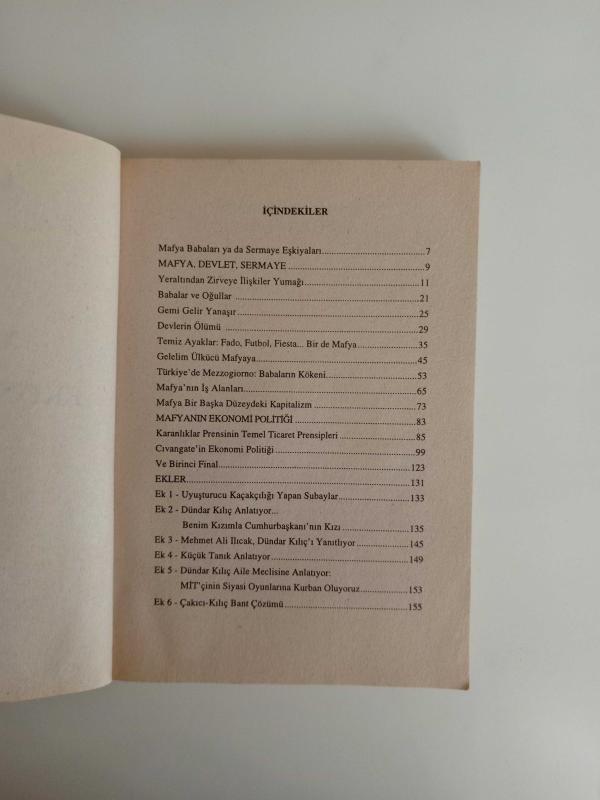 İÇİNDEKİLER
Mafya Babaları ya da Sermaye Eşkiyaları.......................7
MAFYA, DEVLET, SERMAYE.......................9
Yeraltından Zirveye İlişkiler Yumağı.......................11
Babalar ve Oğullar.......................21
Gemi Gelir Yanaşır.......................25
Devlerin Ölümü.......................29
Temiz Ayaklar: Fado, Futbol, Fiesta... Bir de Mafya.......................35
Gelelim Ülkücü Mafyaya.......................45
Türkiye'de Mezzogiorno: Babaların Kökeni.......................53
Mafya'nın İş Alanları.......................65
Mafya Bir Başka Düzeydeki Kapitalizm.......................73
MAFYANIN EKONOMİ POLİTİĞİ.......................83
Karanlıklar Prensinin Temel Ticaret Prensipleri.......................85
Cıvangate'in Ekonomi Politiği.......................99
Ve Birinci Final.......................123
EKLER.......................131
Ek 1 - Uyuşturucu Kaçakçılığı Yapan Subaylar.......................133
Ek 2 - Dündar Kılıç Anlatıyor...
Benim Kızımla Cumhurbaşkanı'nın Kızı.......................135
Ek 3 - Mehmet Ali Ilıcak, Dündar Kılıç'ı Yanıtlıyor.......................145
Ek 4 - Küçük Tanık Anlatıyor.......................149
Ek 5 - Dündar Kılıç Aile Meclisine Anlatıyor:
MİT'çinin Siyasi Oyunlarına Kurban Oluyoruz.......................153
Ek 6 - Çakıcı-Kılıç Bant Çözümü.......................155